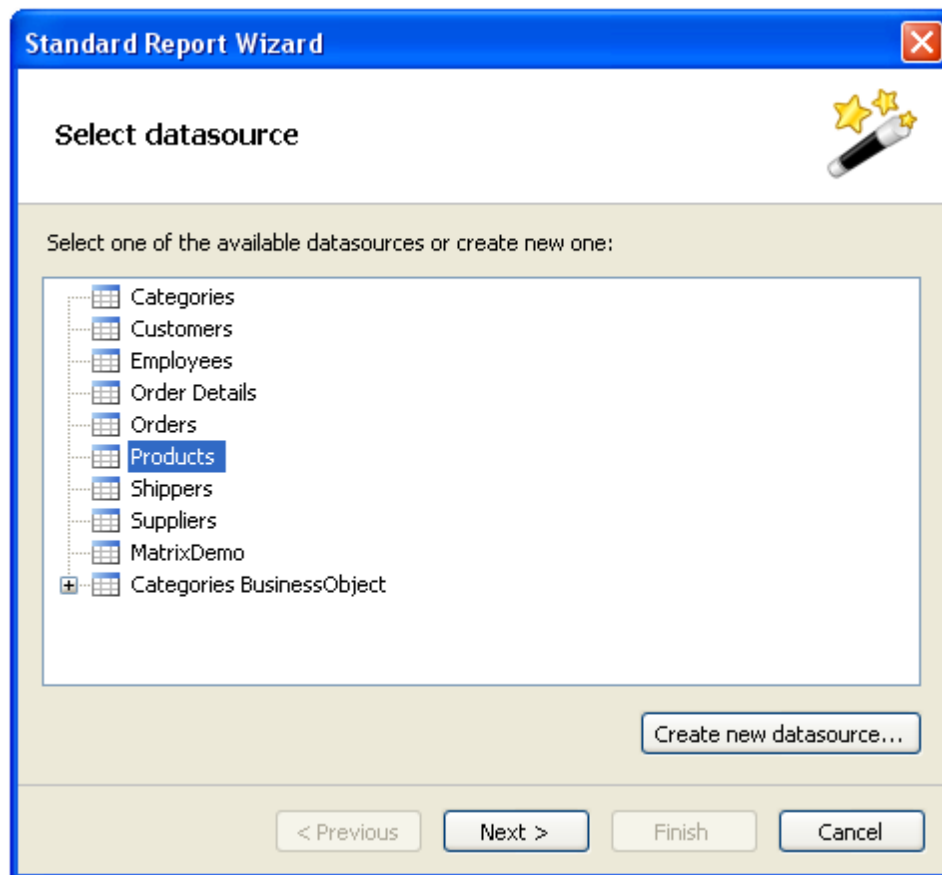 Standard Report Wizard
Select datasource
Select one of the available datasources or create new one:
Categories
Customers
Employees
Order Details
Orders
Products
Shippers
Suppliers
MatrixDemo
Categories BusinessObject
Create new datasource...
< Previous Next > Finish Cancel